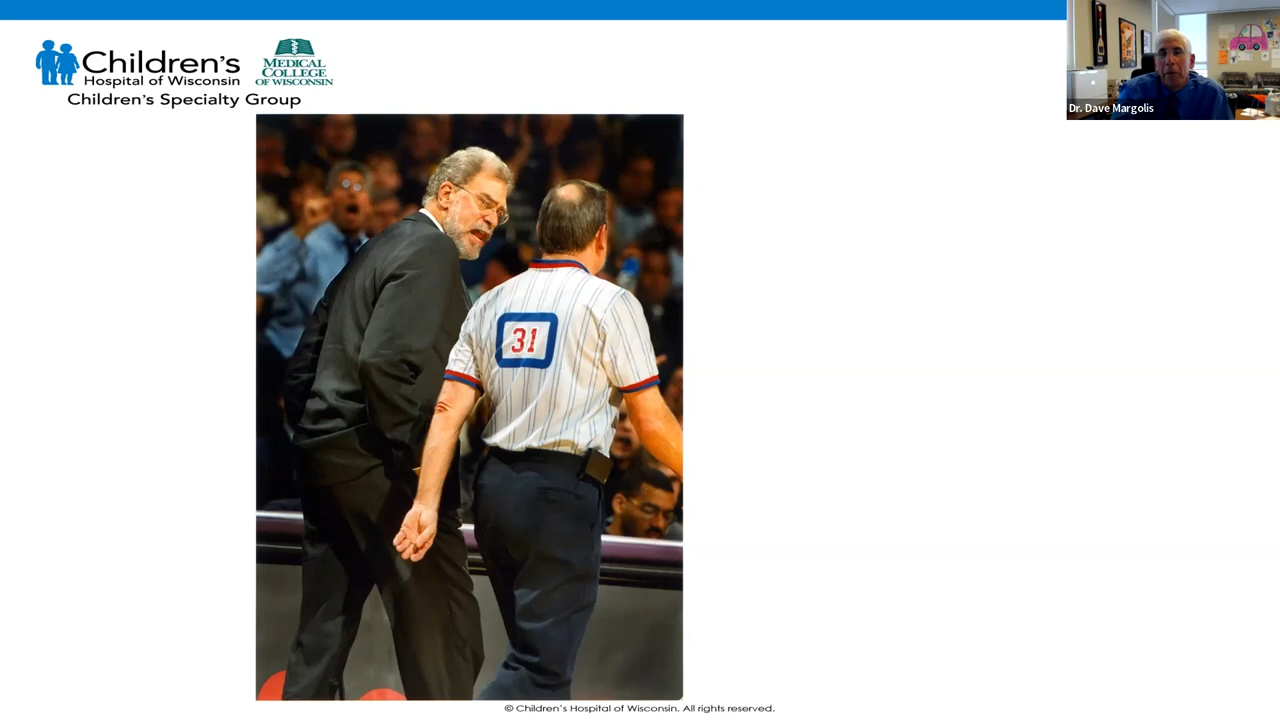 Children's
Hospital of Wisconsin
Children's Specialty Group
MEDICAL
COLLEGE
OF WISCONSIN
Dr. Dave Margolis
31
© Children's Hospital of Wisconsin. All rights reserved.